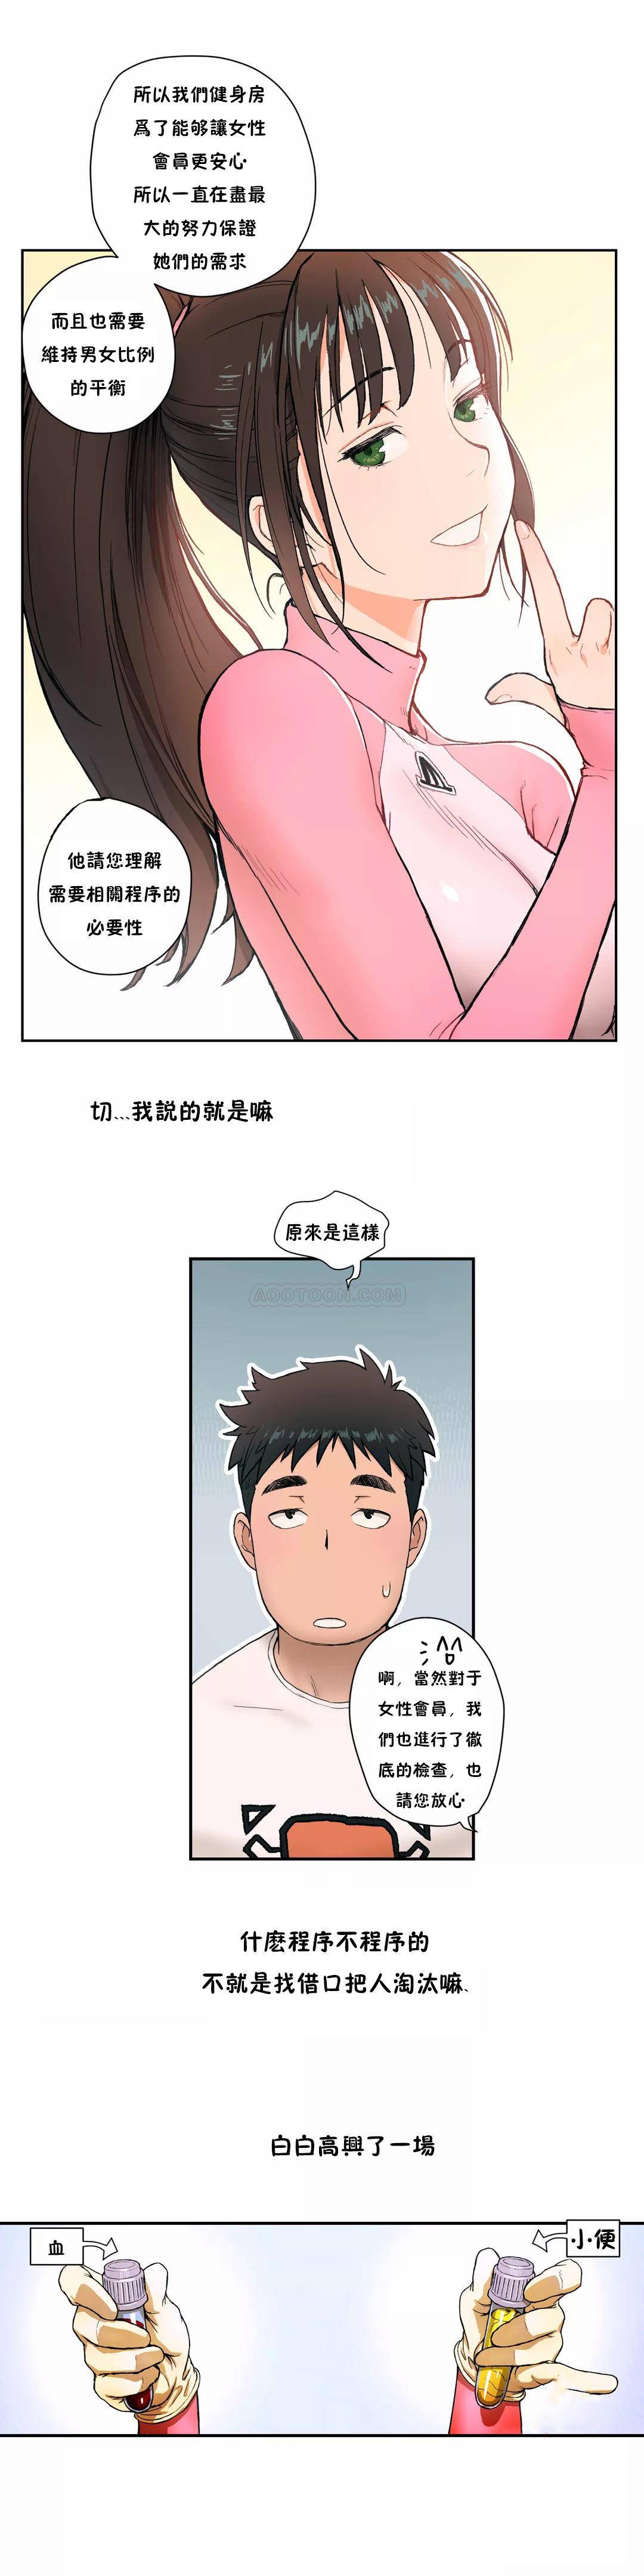 所以我們健身房
爲了能够讓女性
會員更安心
所以一直在盡最
大的努力保證
她們的需求
而且也需要
維持男女比例
的平衡
他請您理解
需要相關程序的
必要性
切...我説的就是嘛
原來是這樣
AOOTOON.COM
啊，當然對于
女性會員，我
們也進行了徹
底的檢查，也
請您放心
什麽程序不程序的
不就是找借口把人淘汰嘛.
白白高興了一場
血
小便